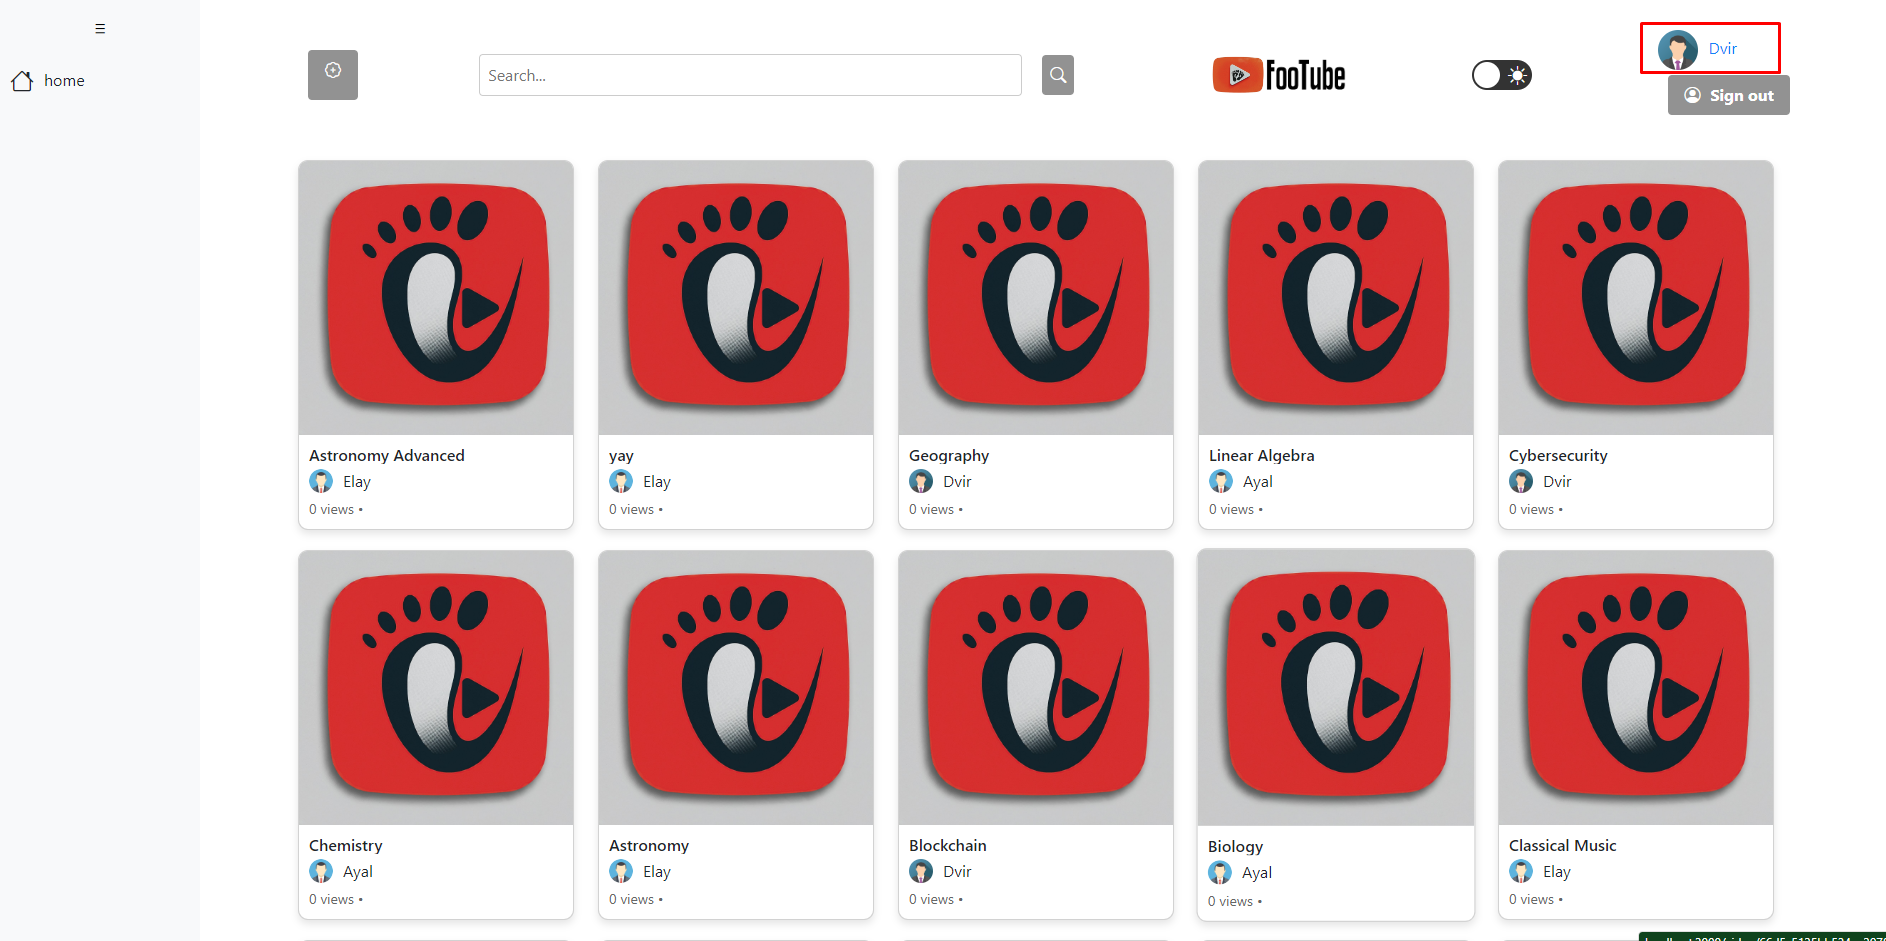 ☰
home
Search...
FooTube
Dvir
Sign out
Astronomy Advanced
Elay
0 views •
yay
Elay
0 views •
Geography
Dvir
0 views •
Linear Algebra
Ayal
0 views •
Cybersecurity
Dvir
0 views •
Chemistry
Ayal
0 views •
Astronomy
Elay
0 views •
Blockchain
Dvir
0 views •
Biology
Ayal
0 views •
Classical Music
Elay
0 views •